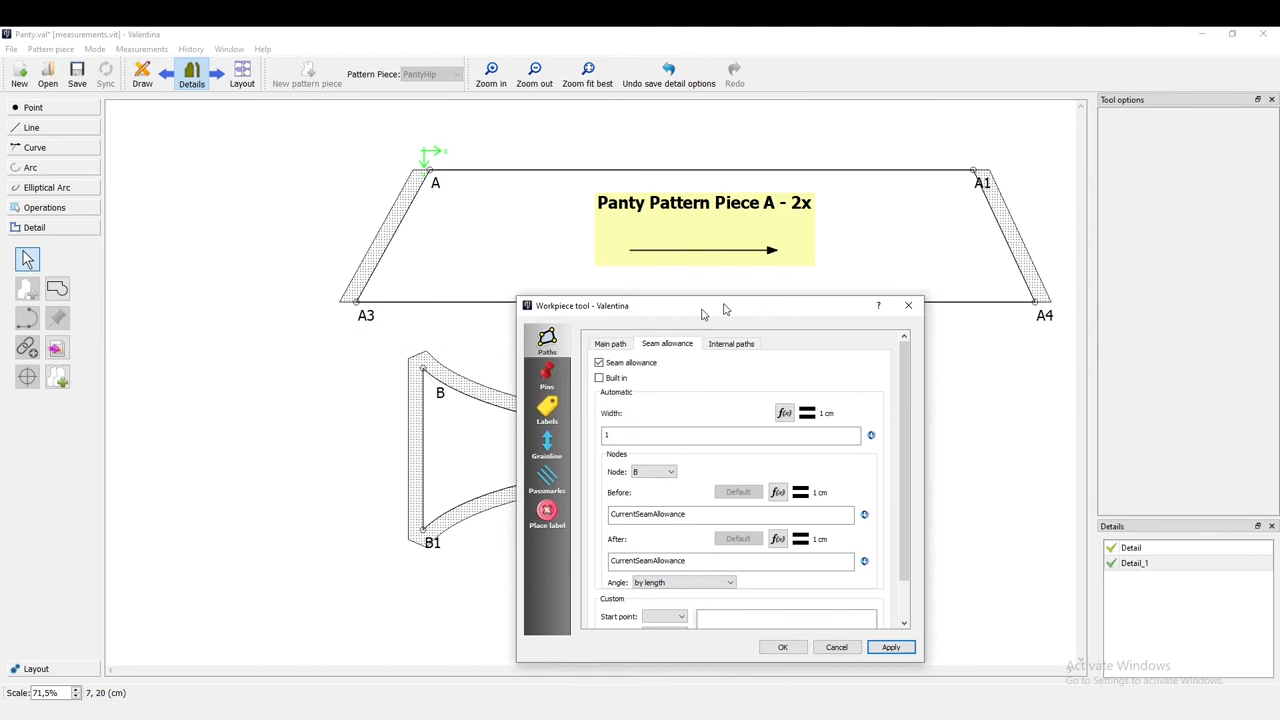 Panty.val* [measurements.vit] - Valentina
File Pattern piece Mode Measurements History Window Help
New Open Save Sync Draw Details Layout New pattern piece Pattern Piece: PantyHip Zoom in Zoom out Zoom fit best Undo save detail options Redo
Point
Line
Curve
Arc
Elliptical Arc
Operations
Detail
Layout
x
A
A1
Panty Pattern Piece A - 2x
A3
A4
B
B1
Workpiece tool - Valentina ?
Paths
Pins
Labels
Grainline
Passmarks
Place label
Main path Seam allowance Internal paths
Seam allowance
Built in
Automatic
Width: f(x) 1 cm
1
Nodes
Node: B
Before: Default f(x) 1 cm
CurrentSeamAllowance
After: Default f(x) 1 cm
CurrentSeamAllowance
Angle: by length
Custom
Start point:
OK Cancel Apply
Tool options
Details
Detail
Detail_1
Activate Windows
Go to Settings to activate Windows.
Scale: 71,5% 7, 20 (cm)